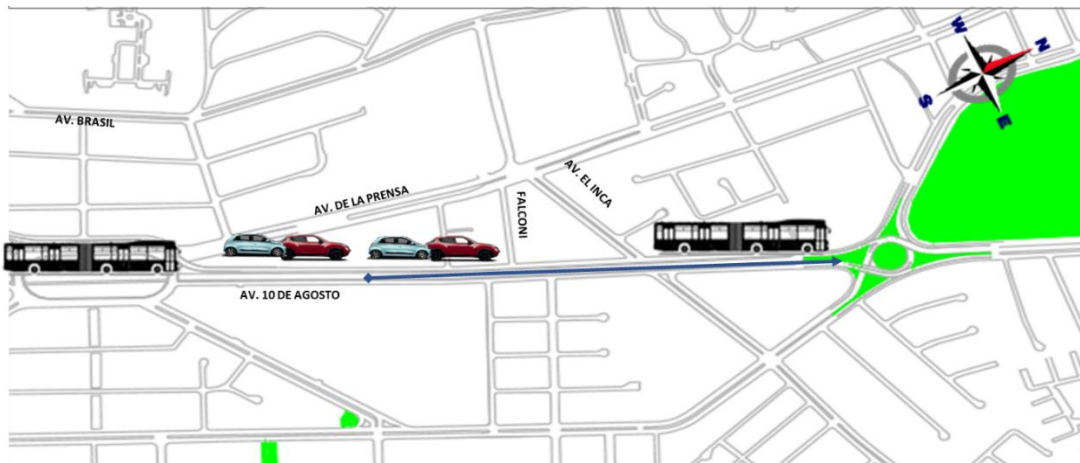 W
N
S
E
AV. BRASIL
AV. EL INCA
AV. DE LA PRENSA
FALCONI
AV. 10 DE AGOSTO